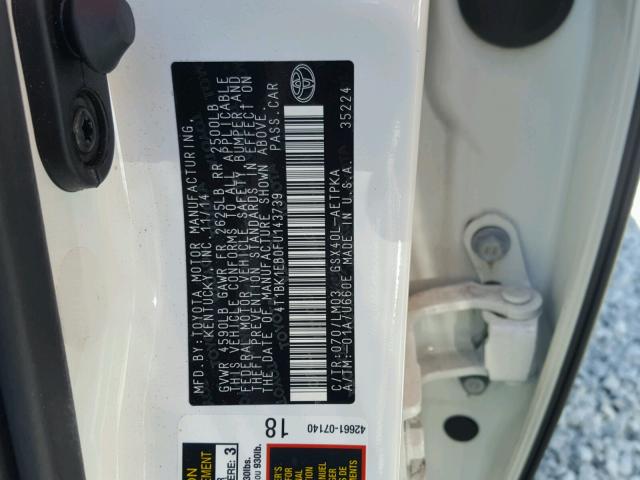 MFD. BY: TOYOTA MOTOR MANUFACTURING,
KENTUCKY, INC. 11/14
GVWR 4990LB GAWR FR 2625LB RR 2500LB
THIS VEHICLE CONFORMS TO ALL APPLICABLE
FEDERAL MOTOR VEHICLE SAFETY, BUMPER, AND
THEFT PREVENTION STANDARDS IN EFFECT ON
THE DATE OF MANUFACTURE SHOWN ABOVE.
4T1BK1EB0FU143739 PASS. CAR
C/TR: 070/LM03 GSX40L-AETPKA
A/TM: -01A/U660E MADE IN U.S.A.
35224
42661-07140
18